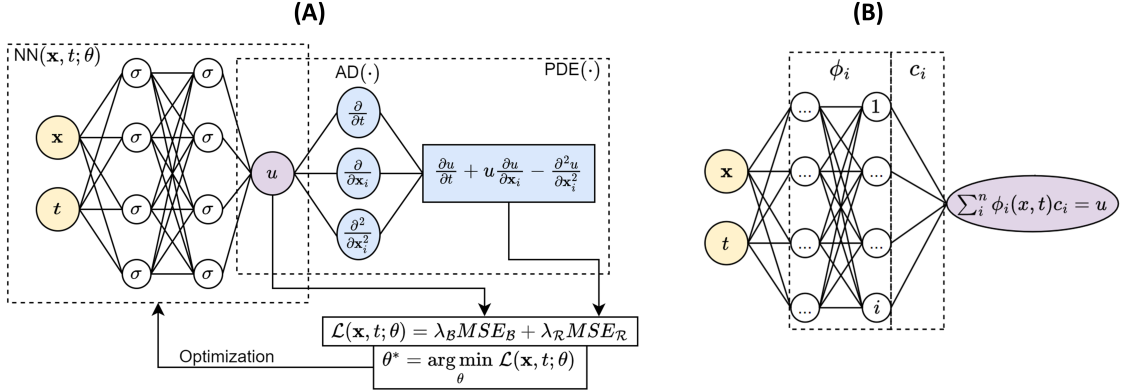 (A)
NN(x, t; θ)
AD(·)
PDE(·)
x
t
σ
σ
σ
σ
σ
σ
σ
σ
u
∂/∂t
∂/∂x_i
∂²/∂x_i²
∂u/∂t + u ∂u/∂x_i − ∂²u/∂x_i²
ℒ(x, t; θ) = λ_ℬ MSE_ℬ + λ_ℛ MSE_ℛ
θ* = arg min_θ ℒ(x, t; θ)
Optimization
(B)
ϕ_i
c_i
x
t
...
...
...
...
1
...
...
i
∑_i^n ϕ_i(x, t)c_i = u